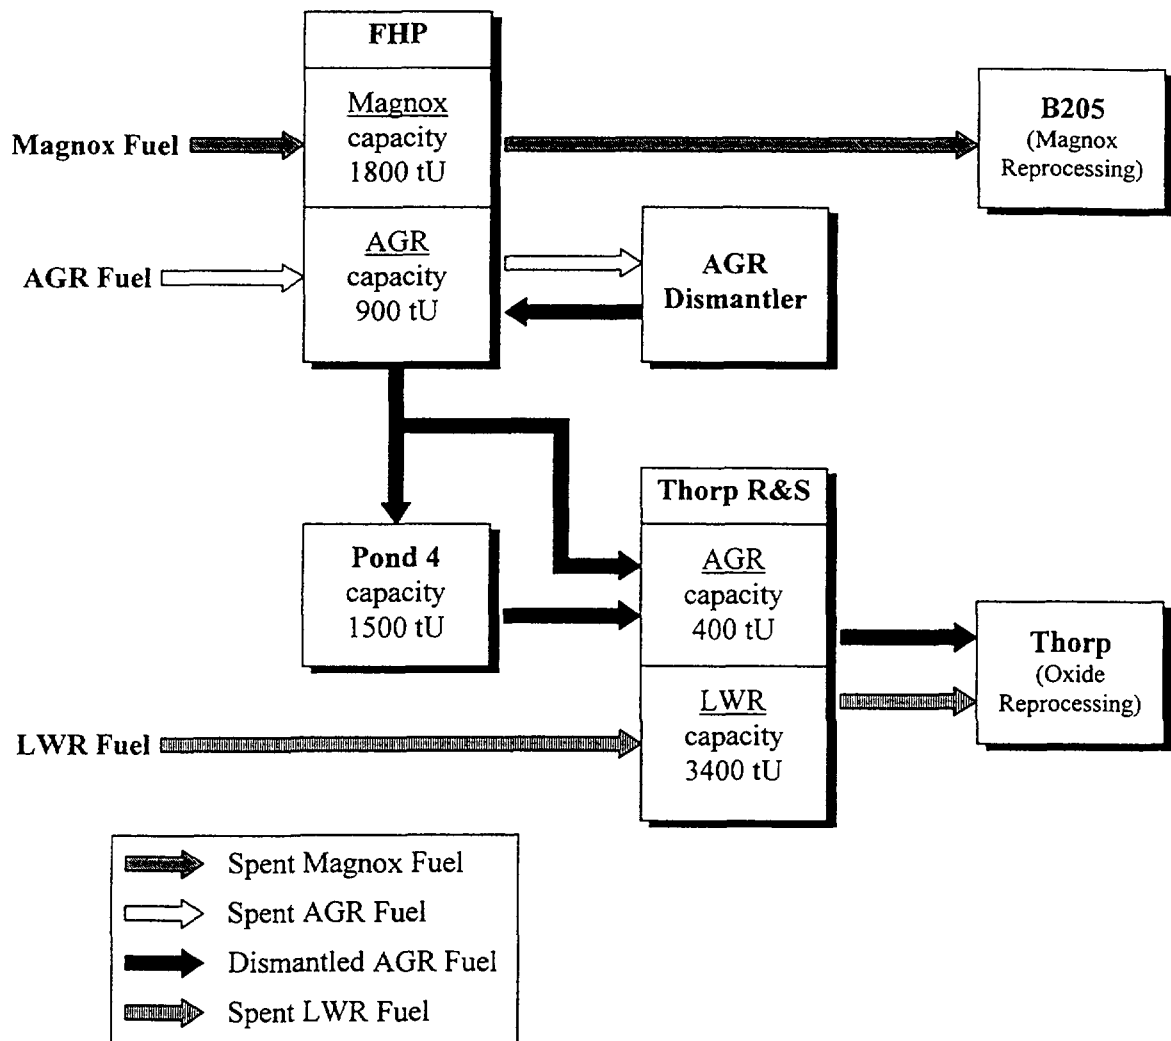 FHP
Magnox
capacity
1800 tU
Magnox Fuel
B205
(Magnox
Reprocessing)
AGR
capacity
900 tU
AGR Fuel
AGR
Dismantler
Pond 4
capacity
1500 tU
Thorp R&S
AGR
capacity
400 tU
LWR
capacity
3400 tU
Thorp
(Oxide
Reprocessing)
LWR Fuel
Spent Magnox Fuel
Spent AGR Fuel
Dismantled AGR Fuel
Spent LWR Fuel